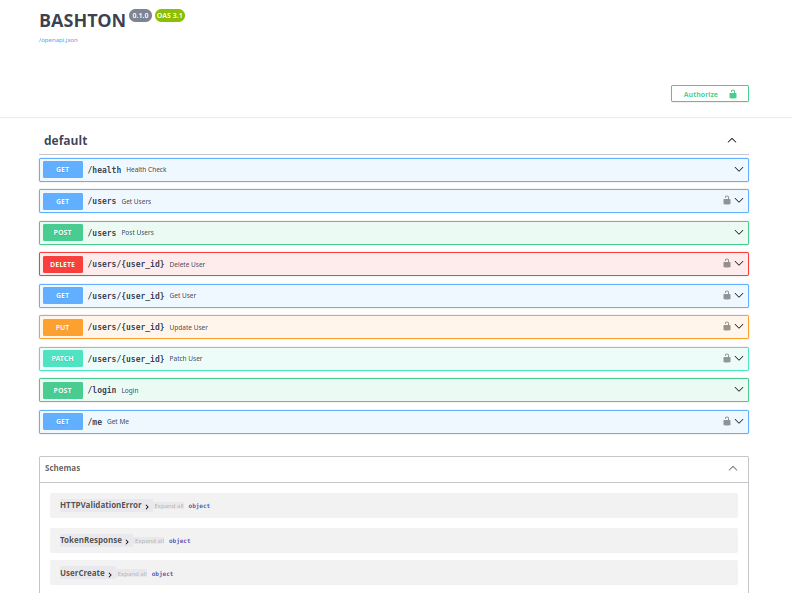 BASHTON 0.1.0 OAS 3.1
/openapi.json
Authorize
default
GET /health Health Check
GET /users Get Users
POST /users Post Users
DELETE /users/{user_id} Delete User
GET /users/{user_id} Get User
PUT /users/{user_id} Update User
PATCH /users/{user_id} Patch User
POST /login Login
GET /me Get Me
Schemas
HTTPValidationError Expand all object
TokenResponse Expand all object
UserCreate Expand all object